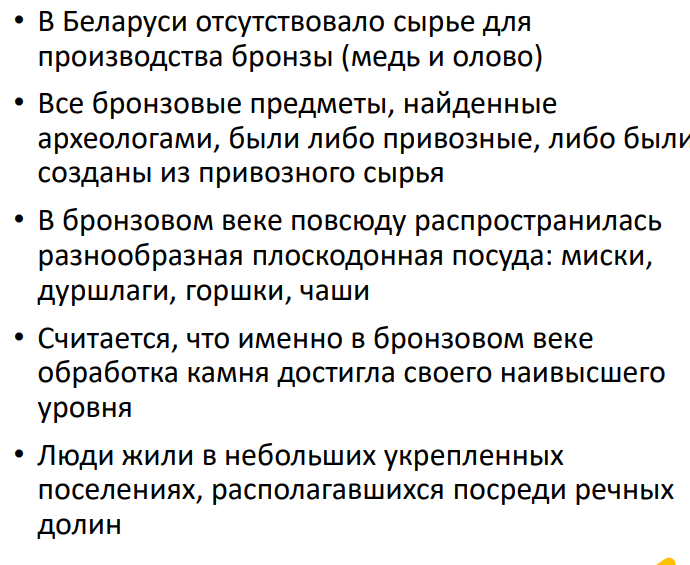 • В Беларуси отсутствовало сырье для
производства бронзы (медь и олово)
• Все бронзовые предметы, найденные
археологами, были либо привозные, либо были
созданы из привозного сырья
• В бронзовом веке повсюду распространилась
разнообразная плоскодонная посуда: миски,
дуршлаги, горшки, чаши
• Считается, что именно в бронзовом веке
обработка камня достигла своего наивысшего
уровня
• Люди жили в небольших укрепленных
поселениях, располагавшихся посреди речных
долин